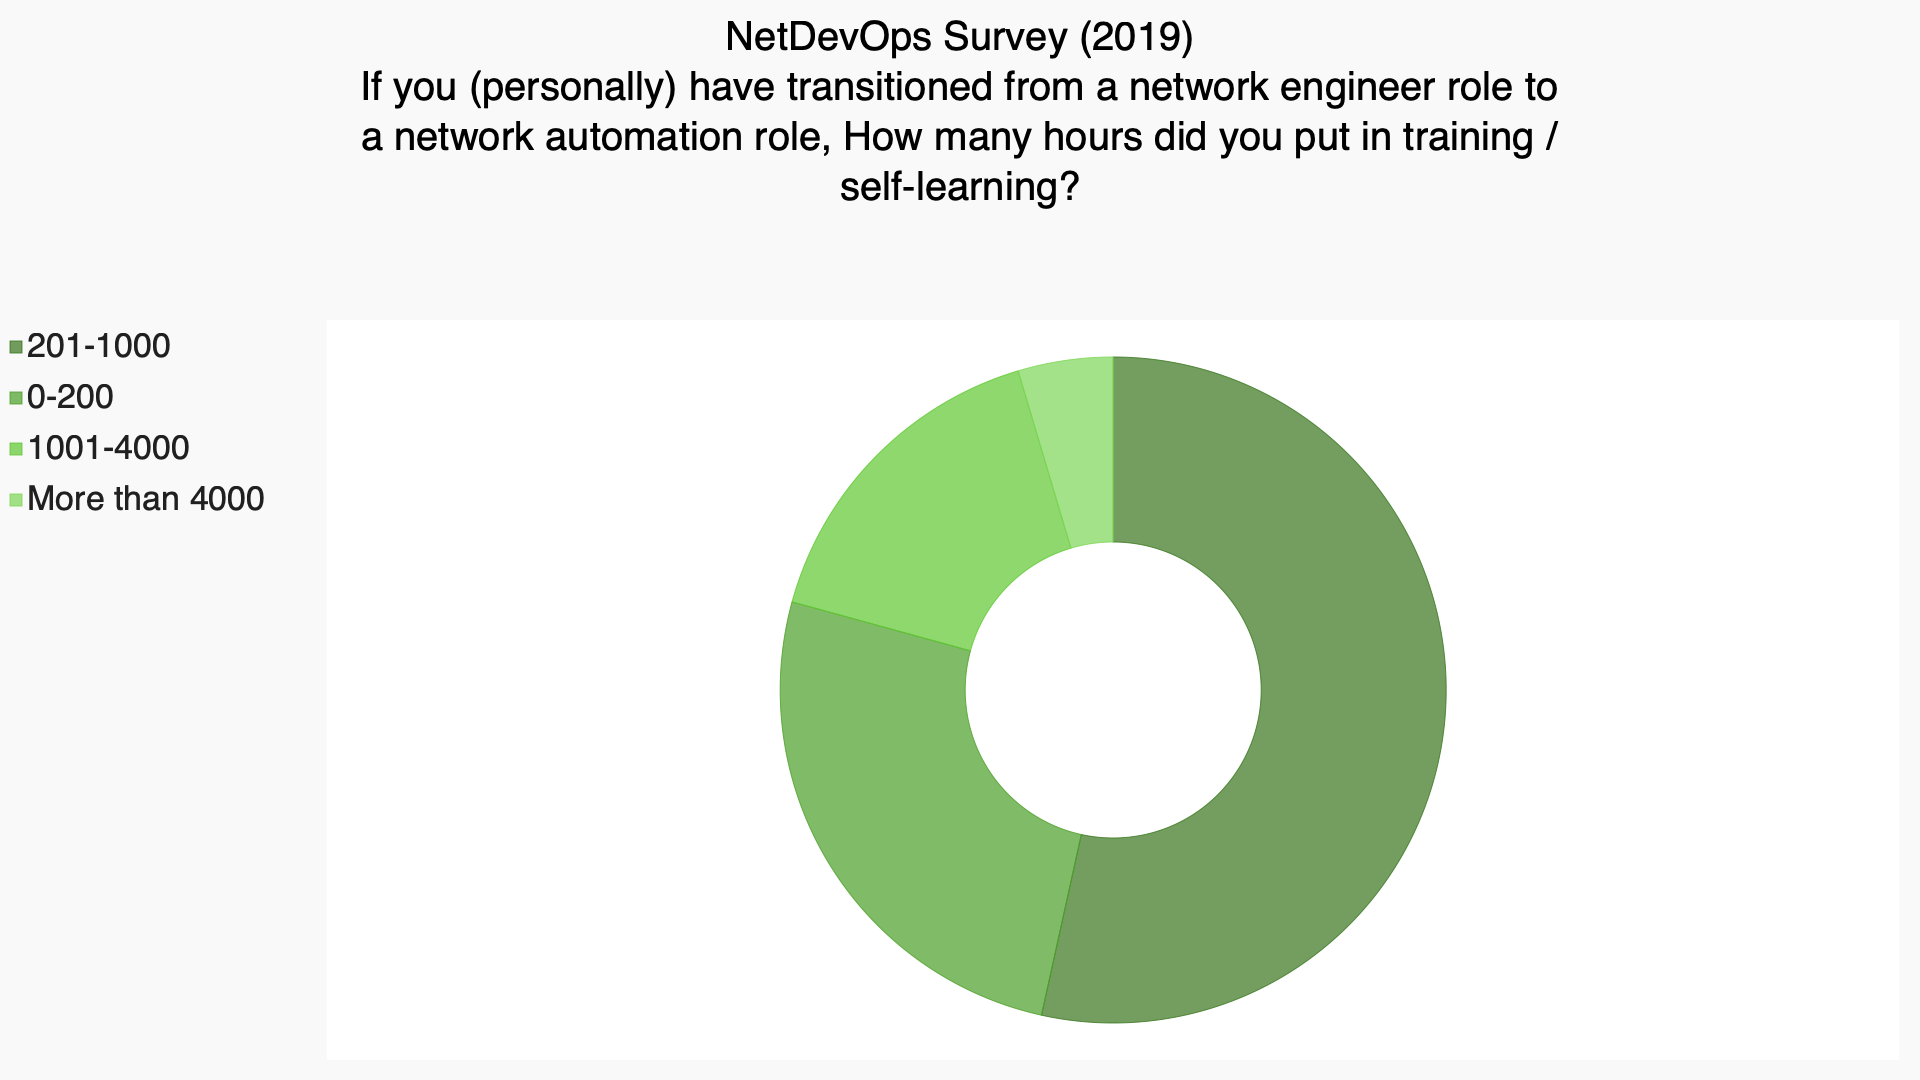 NetDevOps Survey (2019)
If you (personally) have transitioned from a network engineer role to
a network automation role, How many hours did you put in training /
self-learning?
201-1000
0-200
1001-4000
More than 4000